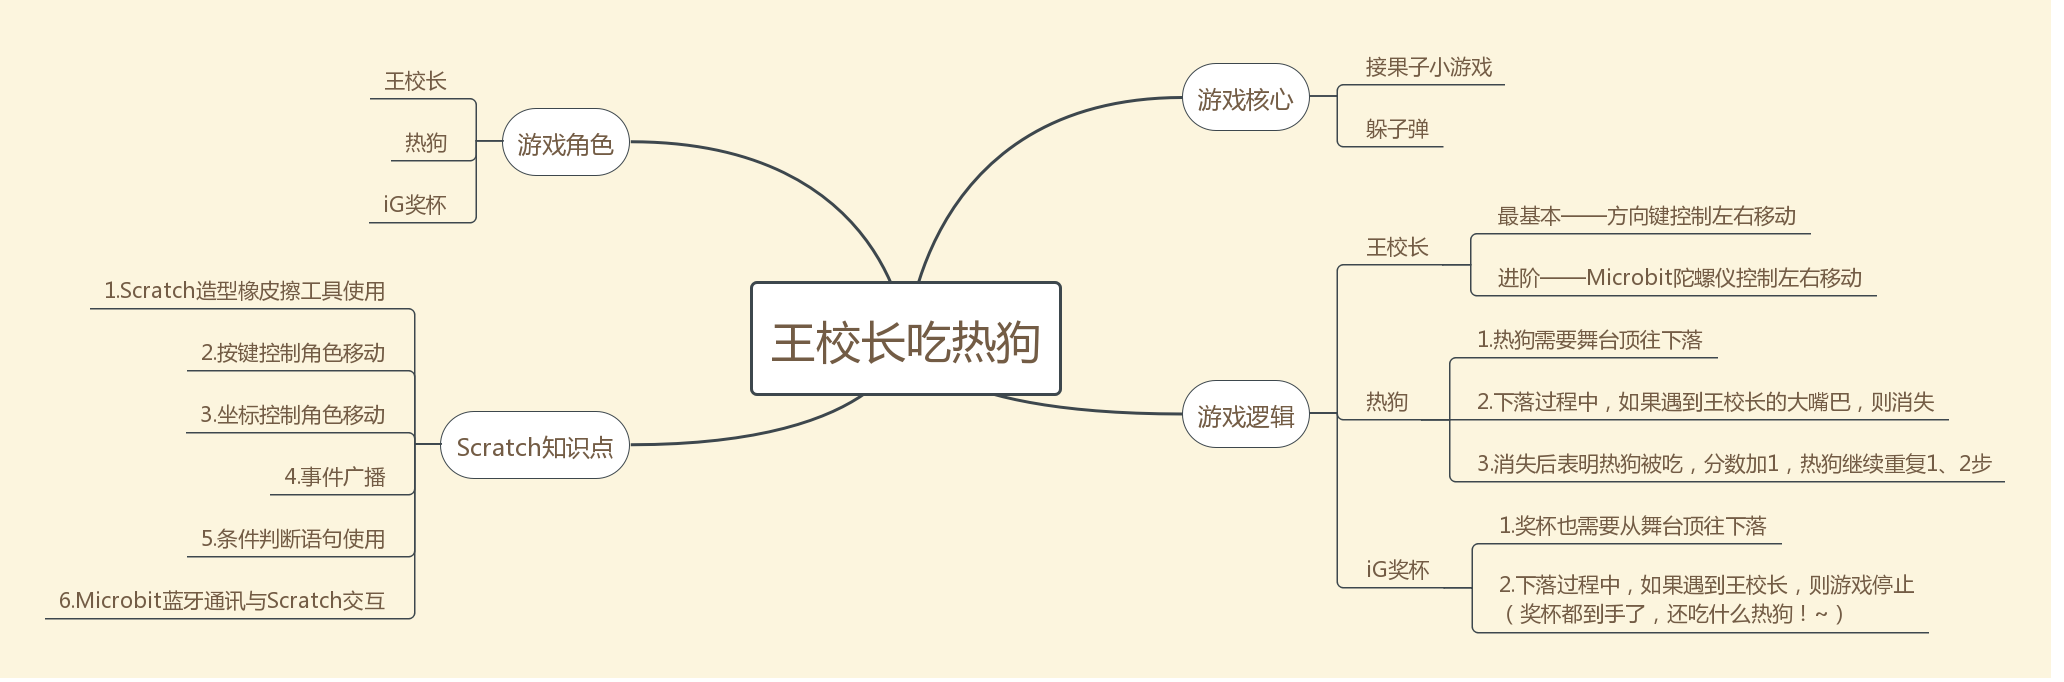 王校长吃热狗
游戏角色
王校长
热狗
iG奖杯
Scratch知识点
1.Scratch造型橡皮擦工具使用
2.按键控制角色移动
3.坐标控制角色移动
4.事件广播
5.条件判断语句使用
6.Microbit蓝牙通讯与Scratch交互
游戏核心
接果子小游戏
躲子弹
游戏逻辑
王校长
最基本——方向键控制左右移动
进阶——Microbit陀螺仪控制左右移动
热狗
1.热狗需要舞台顶往下落
2.下落过程中，如果遇到王校长的大嘴巴，则消失
3.消失后表明热狗被吃，分数加1，热狗继续重复1、2步
iG奖杯
1.奖杯也需要从舞台顶往下落
2.下落过程中，如果遇到王校长，则游戏停止
（奖杯都到手了，还吃什么热狗！~）